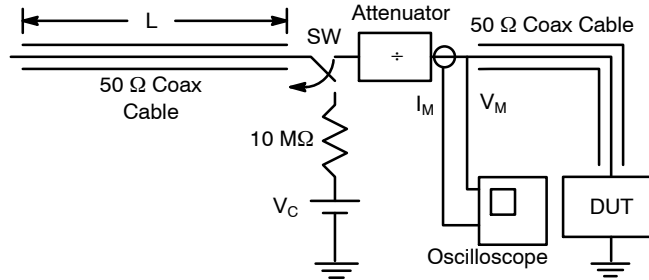 L
SW
Attenuator
÷
50 Ω Coax Cable
50 Ω Coax
Cable
I_M
V_M
10 MΩ
V_C
DUT
Oscilloscope